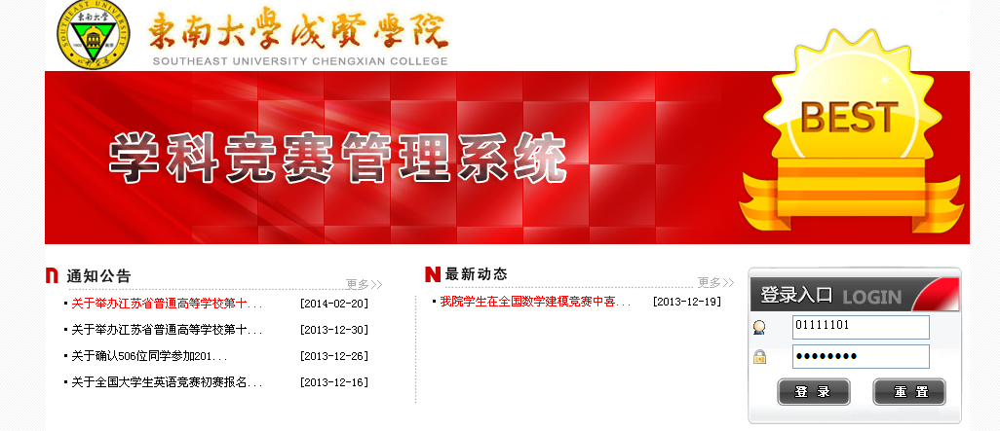 東南大學成賢學院
SOUTHEAST UNIVERSITY CHENGXIAN COLLEGE
学科竞赛管理系统
BEST
通知公告
更多>>
关于举办江苏省普通高等学校第十... [2014-02-20]
关于举办江苏省普通高等学校第十... [2013-12-30]
关于确认506位同学参加201... [2013-12-26]
关于全国大学生英语竞赛初赛报名... [2013-12-16]
最新动态
更多>>
我院学生在全国数学建模竞赛中喜... [2013-12-19]
登录入口 LOGIN
01111101
●●●●●●●●
登 录 重 置